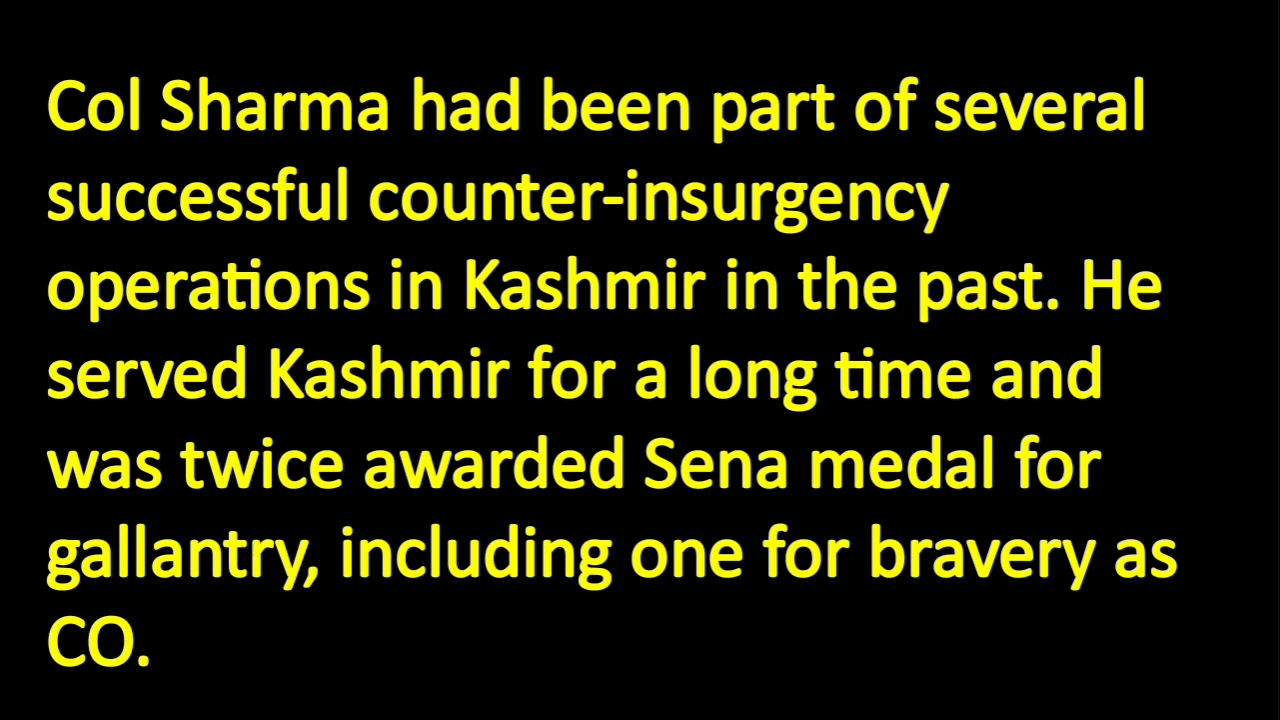 Col Sharma had been part of several
successful counter-insurgency
operations in Kashmir in the past. He
served Kashmir for a long time and
was twice awarded Sena medal for
gallantry, including one for bravery as
CO.